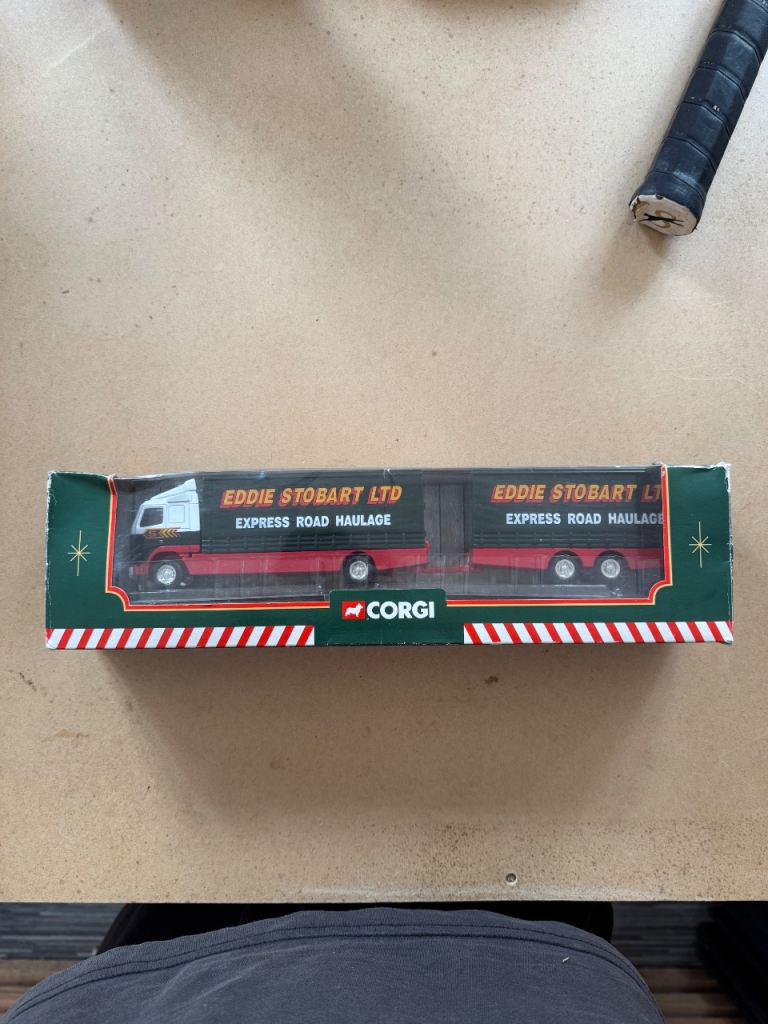 EDDIE STOBART LTD
EXPRESS ROAD HAULAGE
EDDIE STOBART LT
EXPRESS ROAD HAULAGE
CORGI